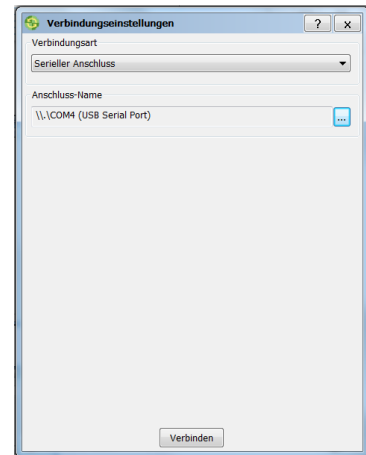 Verbindungseinstellungen ? x
Verbindungsart
Serieller Anschluss
Anschluss-Name
\\.\COM4 (USB Serial Port) ...
Verbinden